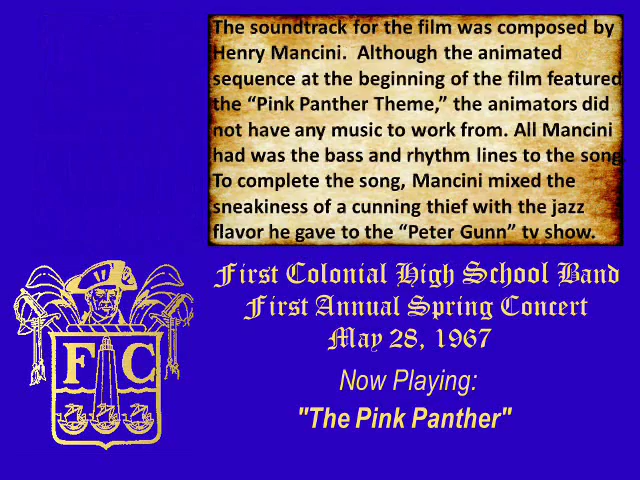 The soundtrack for the film was composed by
Henry Mancini.  Although the animated
sequence at the beginning of the film featured
the “Pink Panther Theme,” the animators did
not have any music to work from. All Mancini
had was the bass and rhythm lines to the song.
To complete the song, Mancini mixed the
sneakiness of a cunning thief with the jazz
flavor he gave to the “Peter Gunn” tv show.
First Colonial High School Band
First Annual Spring Concert
May 28, 1967
Now Playing:
"The Pink Panther"
F C